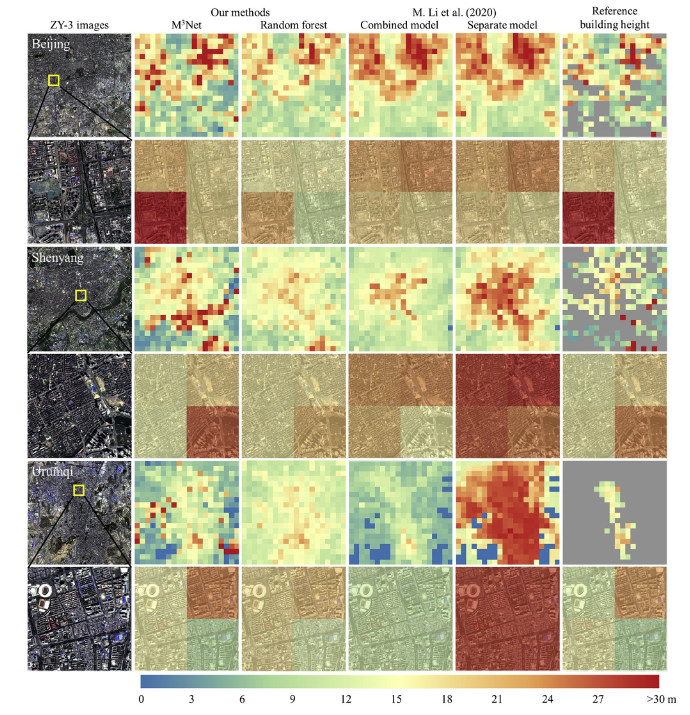 Our methods
M. Li et al. (2020)
Reference
ZY-3 images
M³Net
Random forest
Combined model
Separate model
building height
Beijing
Shenyang
Urumqi
0 3 6 9 12 15 18 21 24 27 >30 m